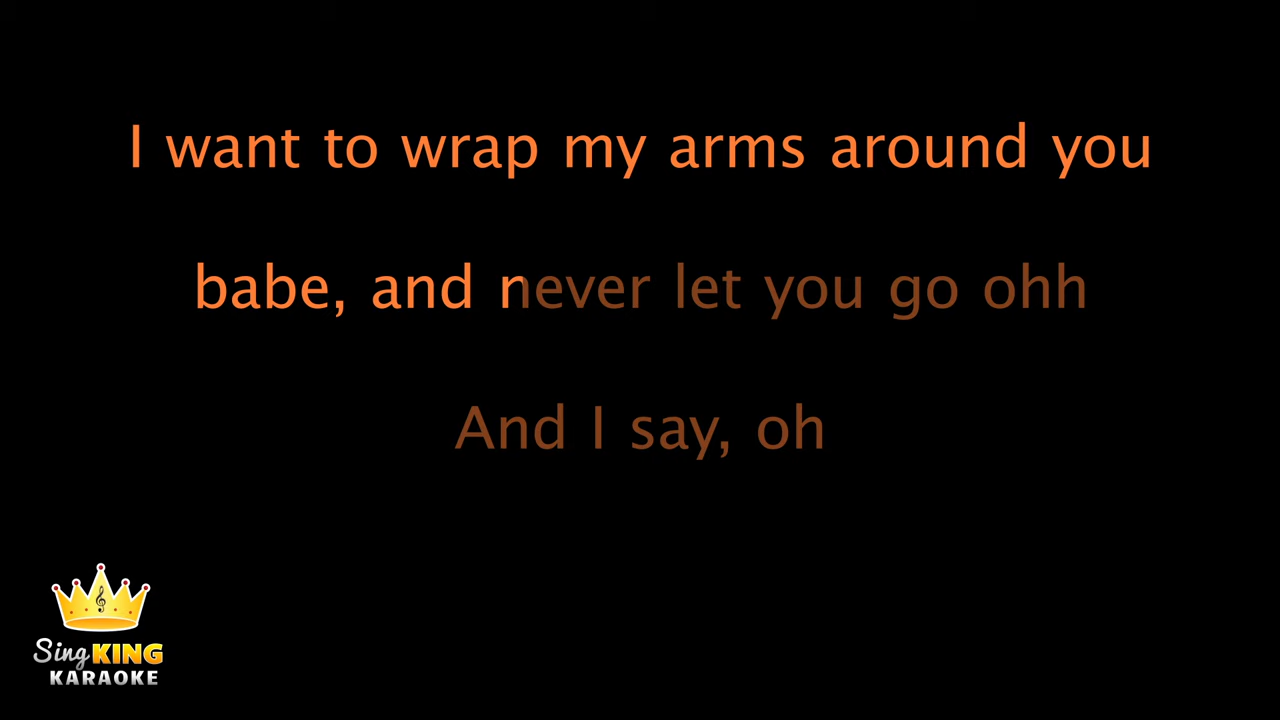 I want to wrap my arms around you
babe, and never let you go ohh
And I say, oh
Sing KING
KARAOKE